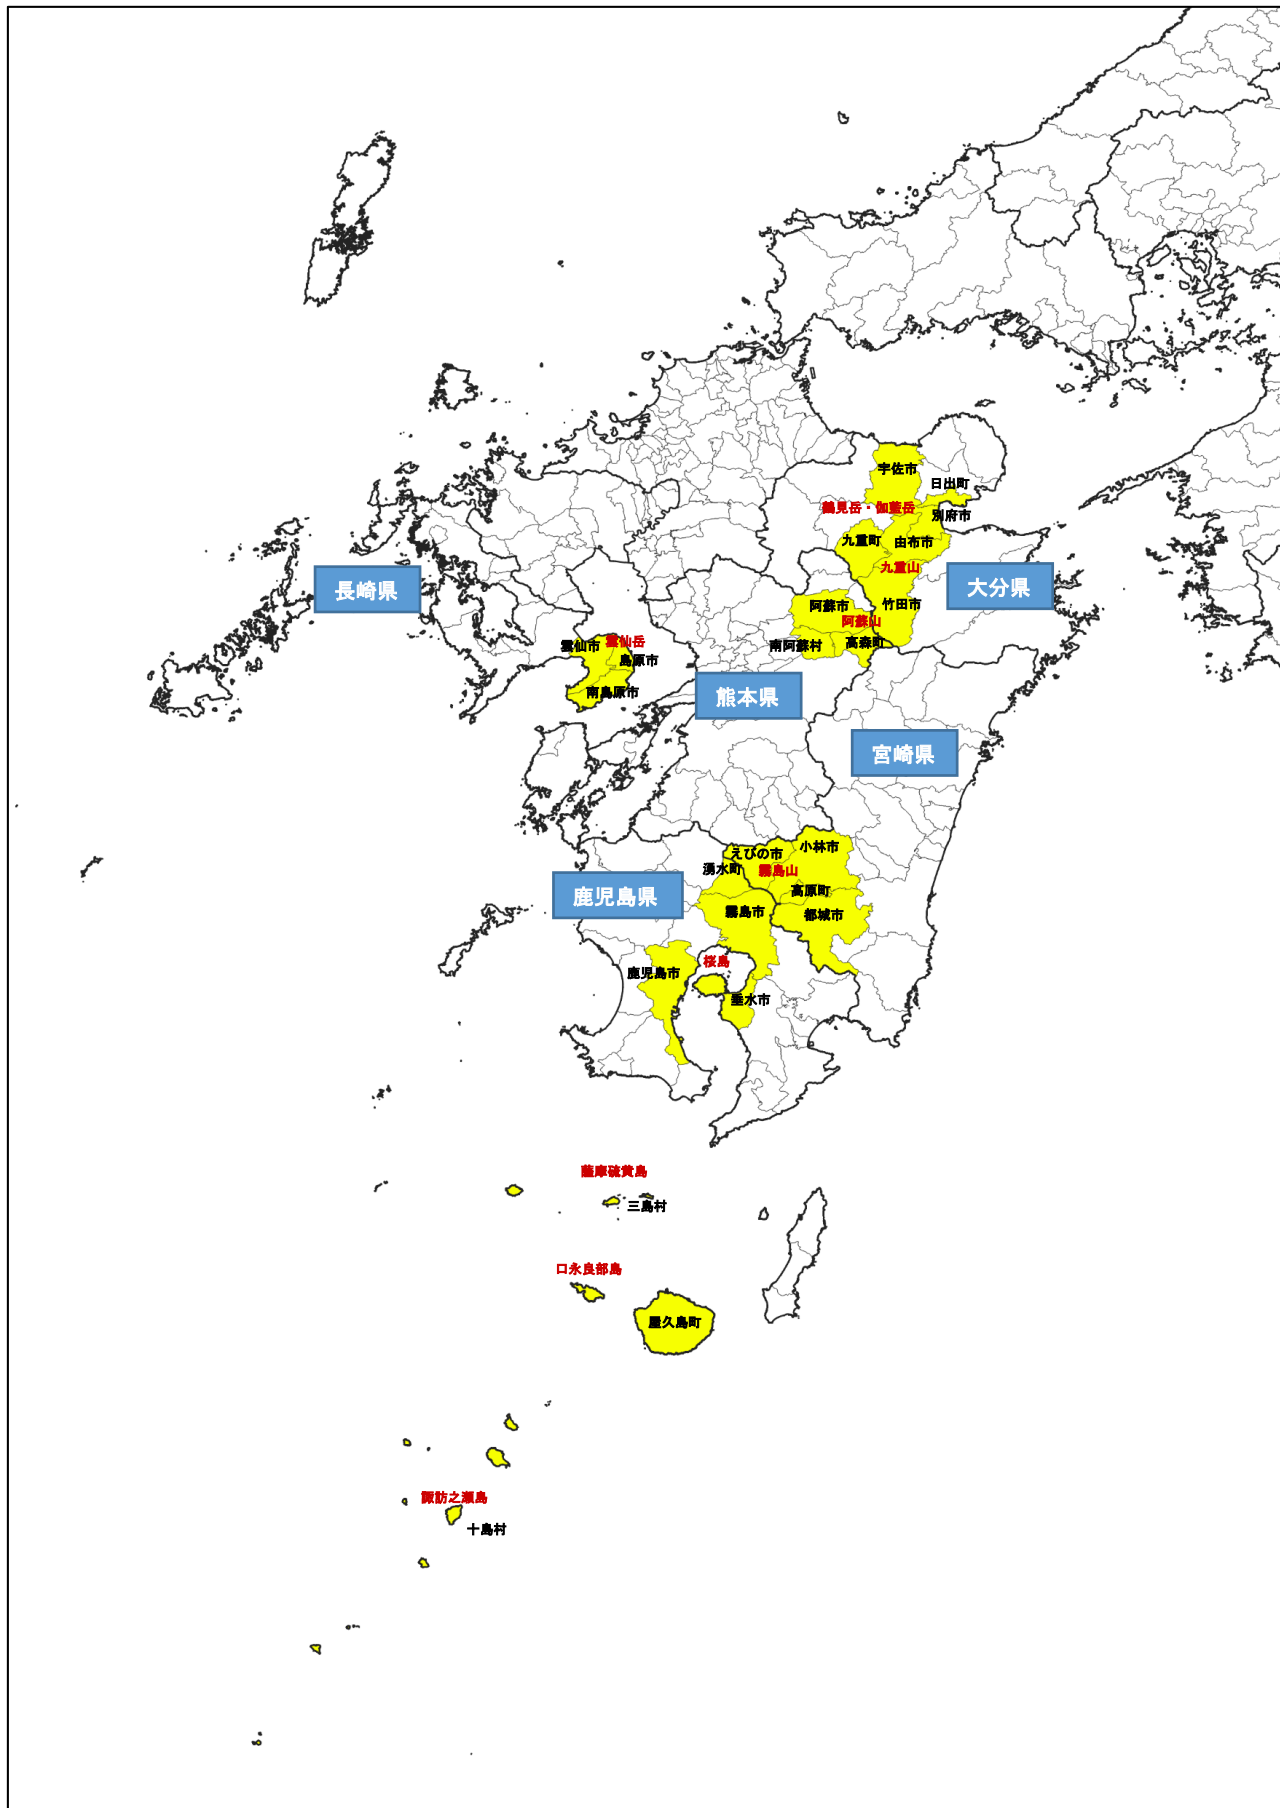 宇佐市
日出町
鶴見岳・伽藍岳
別府市
九重町
由布市
九重山
長崎県
大分県
阿蘇市
竹田市
阿蘇山
雲仙市
雲仙岳
南阿蘇村
高森町
島原市
南島原市
熊本県
宮崎県
えびの市
小林市
湧水町
霧島山
鹿児島県
高原町
霧島市
都城市
桜島
鹿児島市
垂水市
薩摩硫黄島
三島村
口永良部島
屋久島町
諏訪之瀬島
十島村